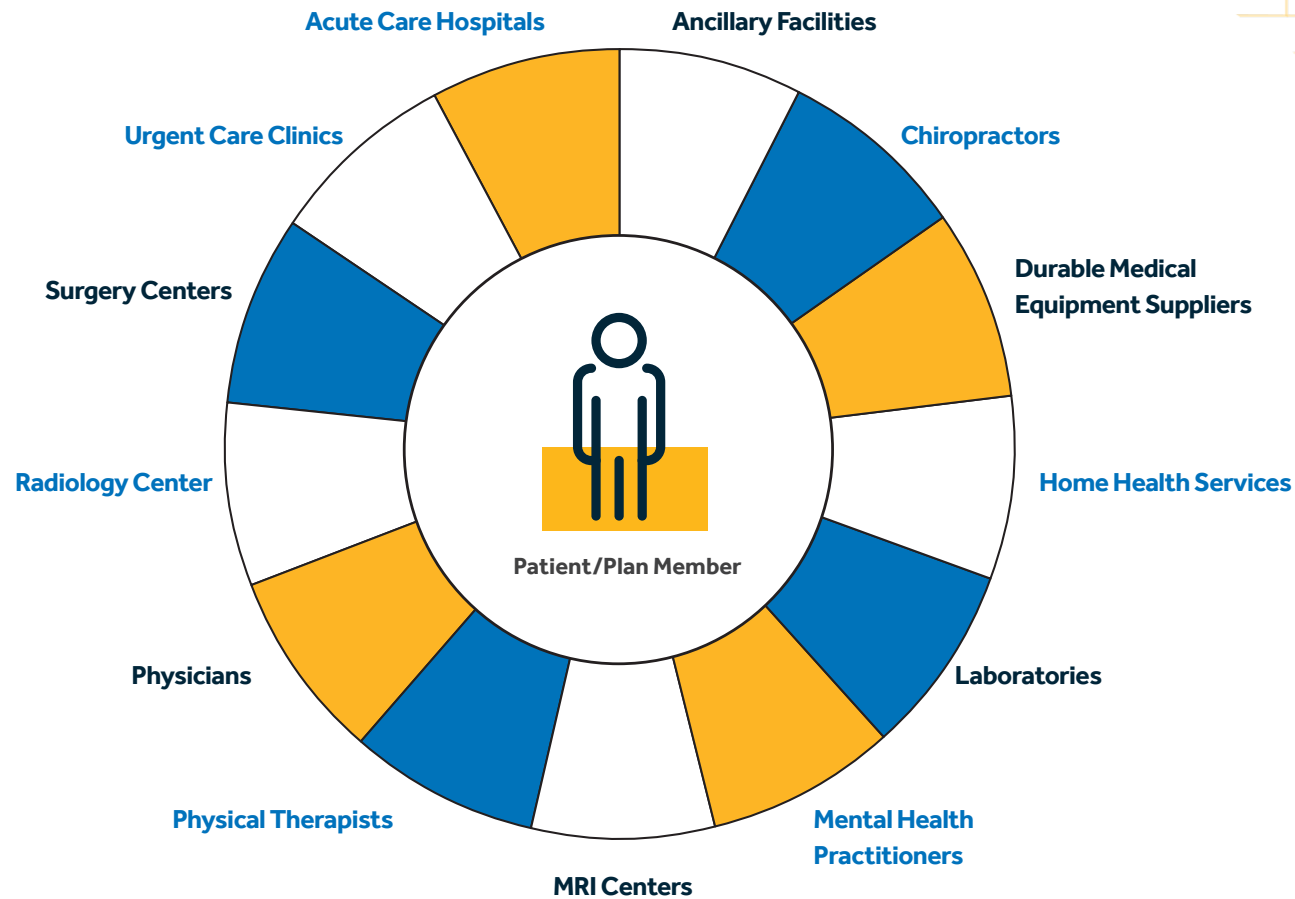 Acute Care Hospitals
Ancillary Facilities
Urgent Care Clinics
Chiropractors
Surgery Centers
Durable Medical
Equipment Suppliers
Radiology Center
Home Health Services
Patient/Plan Member
Physicians
Laboratories
Physical Therapists
Mental Health
Practitioners
MRI Centers